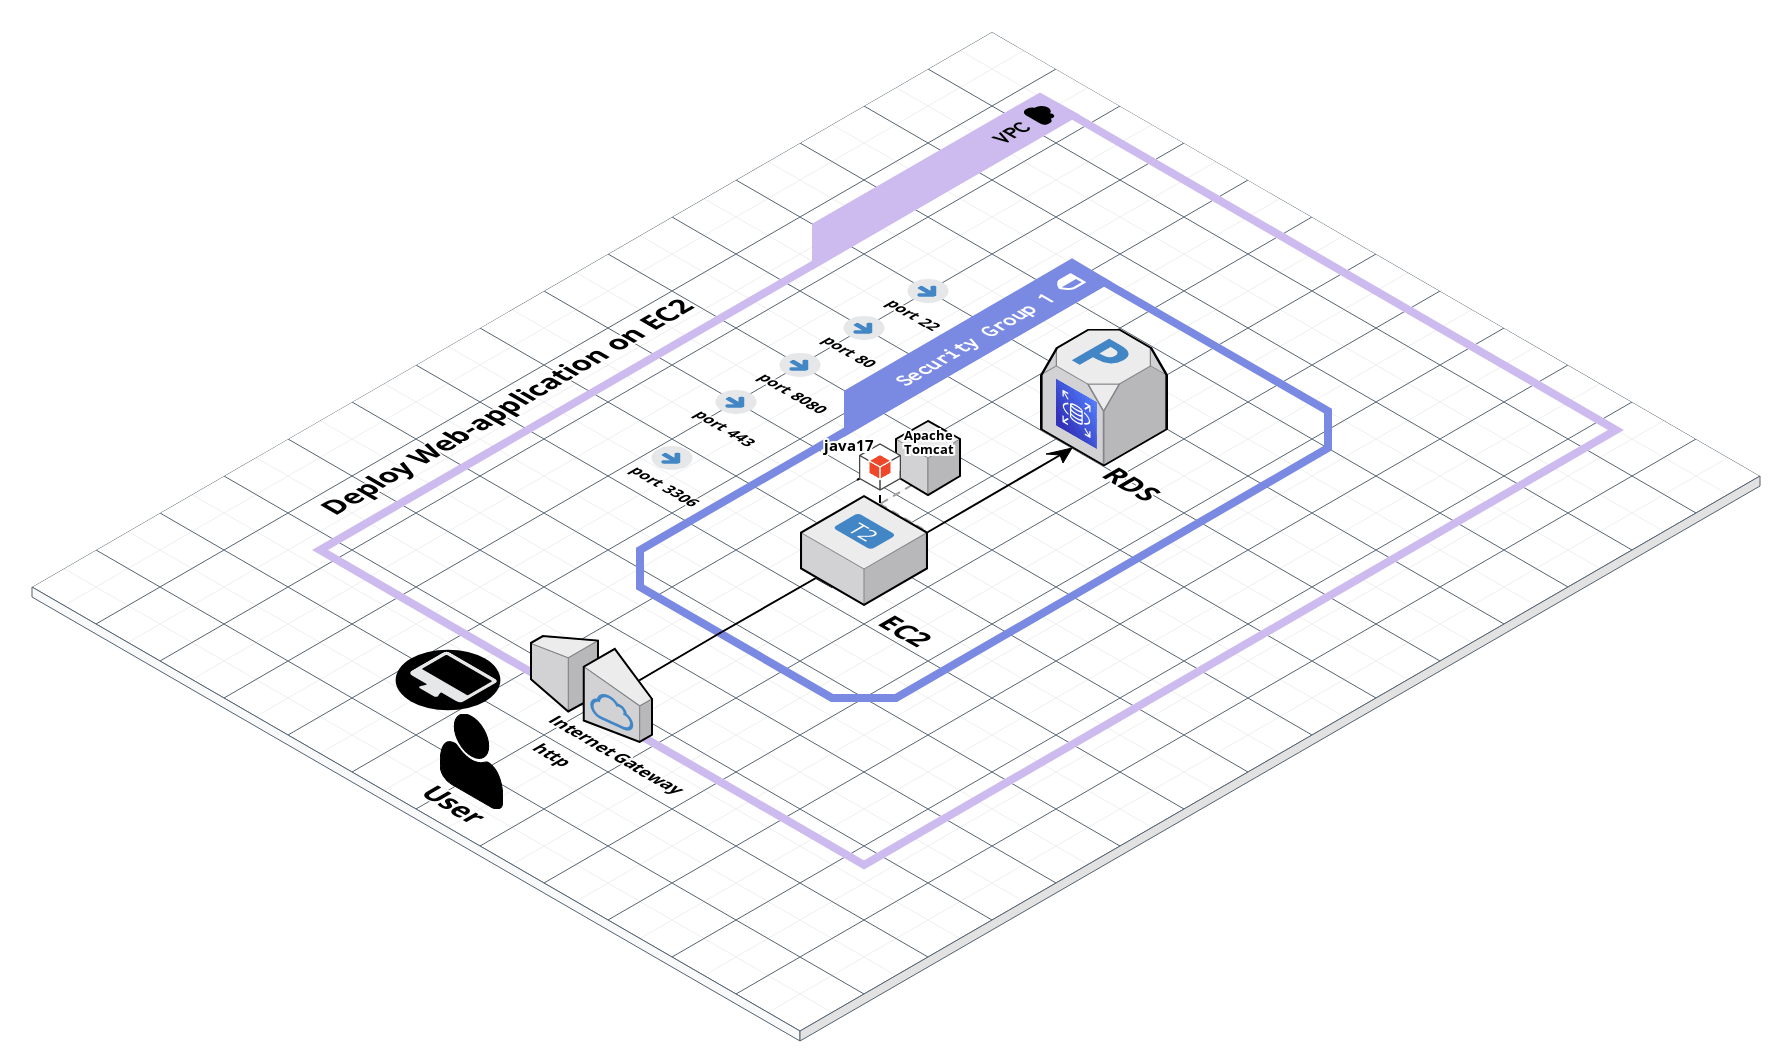 VPC
Deploy Web-application on EC2
port 22
port 80
port 8080
port 443
port 3306
Security Group 1
P
java17
Apache
Tomcat
RDS
T2
EC2
Internet Gateway
http
User